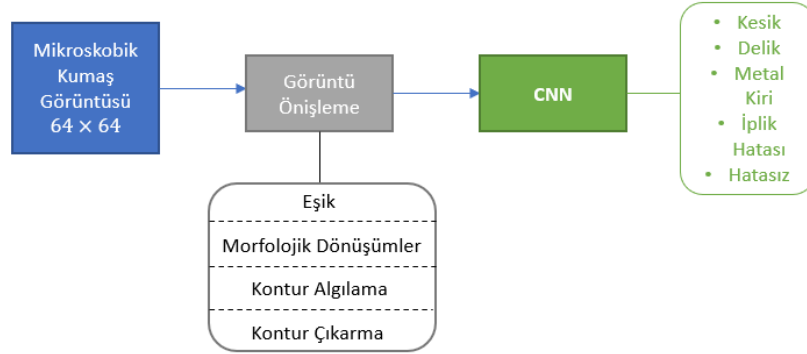 Mikroskobik
Kumaş
Görüntüsü
64 × 64
Görüntü
Önişleme
CNN
• Kesik
• Delik
• Metal
Kiri
• İplik
Hatası
• Hatasız
Eşik
Morfolojik Dönüşümler
Kontur Algılama
Kontur Çıkarma